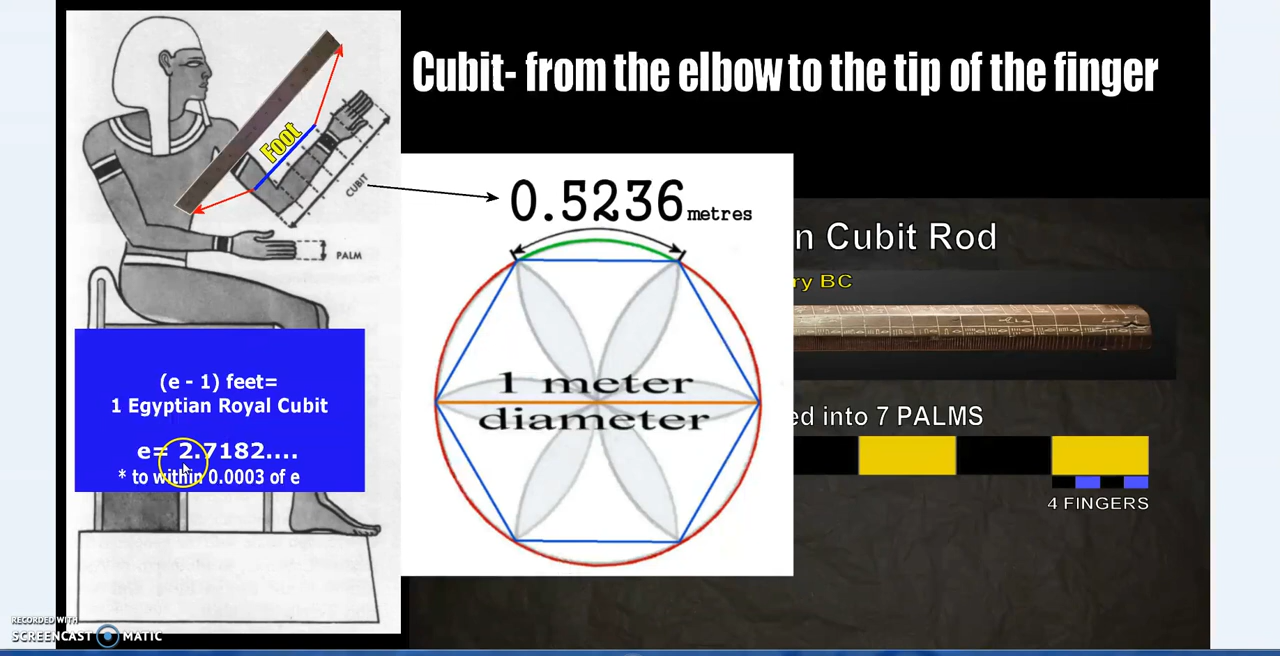 Cubit- from the elbow to the tip of the finger
Foot
CUBIT
PALM
(e - 1) feet=
1 Egyptian Royal Cubit
e= 2.7182....
* to within 0.0003 of e
0.5236 metres
1 meter
diameter
n Cubit Rod
ry BC
ed into 7 PALMS
4 FINGERS
RECORDED WITH
SCREENCAST MATIC